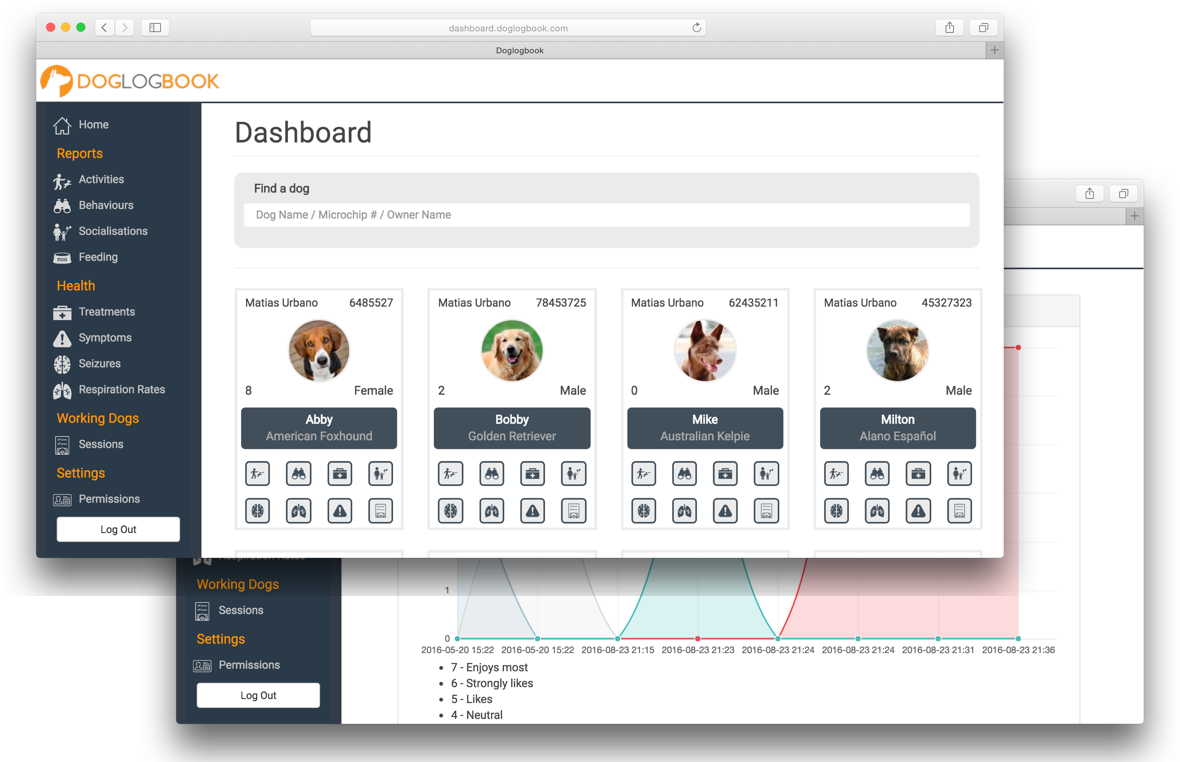 dashboard.doglogbook.com
Doglogbook
DOGLOGBOOK
Home
Reports
Activities
Behaviours
Socialisations
Feeding
Health
Treatments
Symptoms
Seizures
Respiration Rates
Working Dogs
Sessions
Settings
Permissions
Log Out
Dashboard
Find a dog
Dog Name / Microchip # / Owner Name
Matias Urbano 6485527
8 Female
Abby
American Foxhound
Matias Urbano 78453725
2 Male
Bobby
Golden Retriever
Matias Urbano 62435211
0 Male
Mike
Australian Kelpie
Matias Urbano 45327323
2 Male
Milton
Alano Español
Working Dogs
Sessions
Settings
Permissions
Log Out
1
0
2016-05-20 15:22 2016-05-20 15:22 2016-08-23 21:15 2016-08-23 21:23 2016-08-23 21:24 2016-08-23 21:24 2016-08-23 21:31 2016-08-23 21:36
7 - Enjoys most
6 - Strongly likes
5 - Likes
4 - Neutral